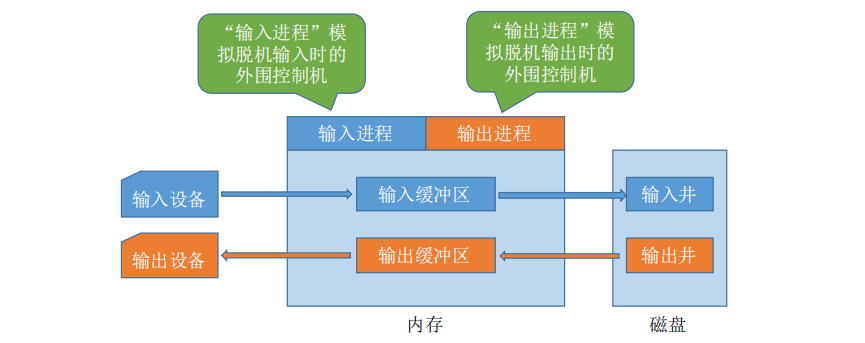 “输入进程”模
拟脱机输入时的
外围控制机
“输出进程”模
拟脱机输出时的
外围控制机
输入进程
输出进程
输入设备
输入缓冲区
输入井
输出设备
输出缓冲区
输出井
内存
磁盘